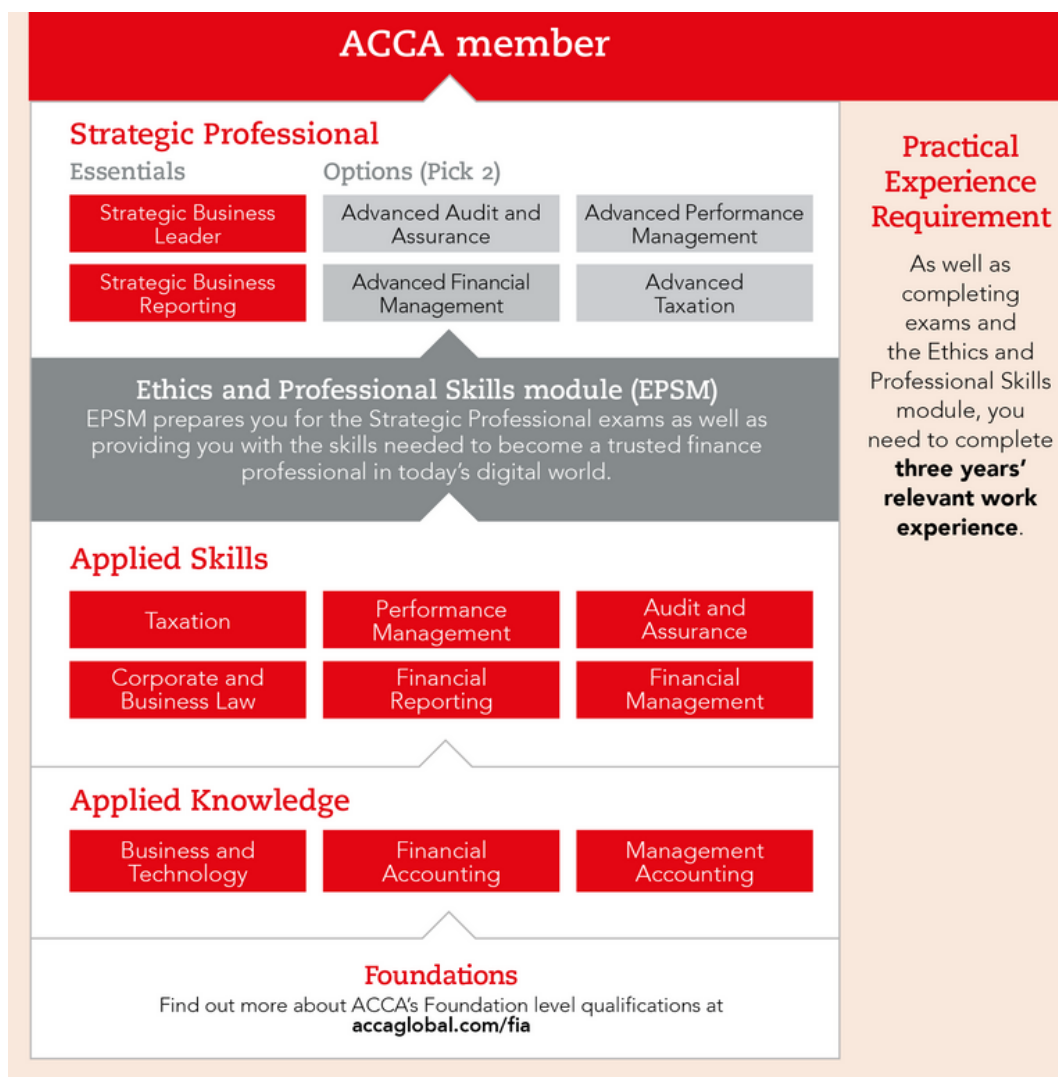 ACCA member
Strategic Professional
Essentials
Options (Pick 2)
Strategic Business
Leader
Advanced Audit and
Assurance
Advanced Performance
Management
Strategic Business
Reporting
Advanced Financial
Management
Advanced
Taxation
Ethics and Professional Skills module (EPSM)
EPSM prepares you for the Strategic Professional exams as well as
providing you with the skills needed to become a trusted finance
professional in today's digital world.
Applied Skills
Taxation
Performance
Management
Audit and
Assurance
Corporate and
Business Law
Financial
Reporting
Financial
Management
Applied Knowledge
Business and
Technology
Financial
Accounting
Management
Accounting
Foundations
Find out more about ACCA's Foundation level qualifications at
accaglobal.com/fia
Practical
Experience
Requirement
As well as
completing
exams and
the Ethics and
Professional Skills
module, you
need to complete
three years'
relevant work
experience.